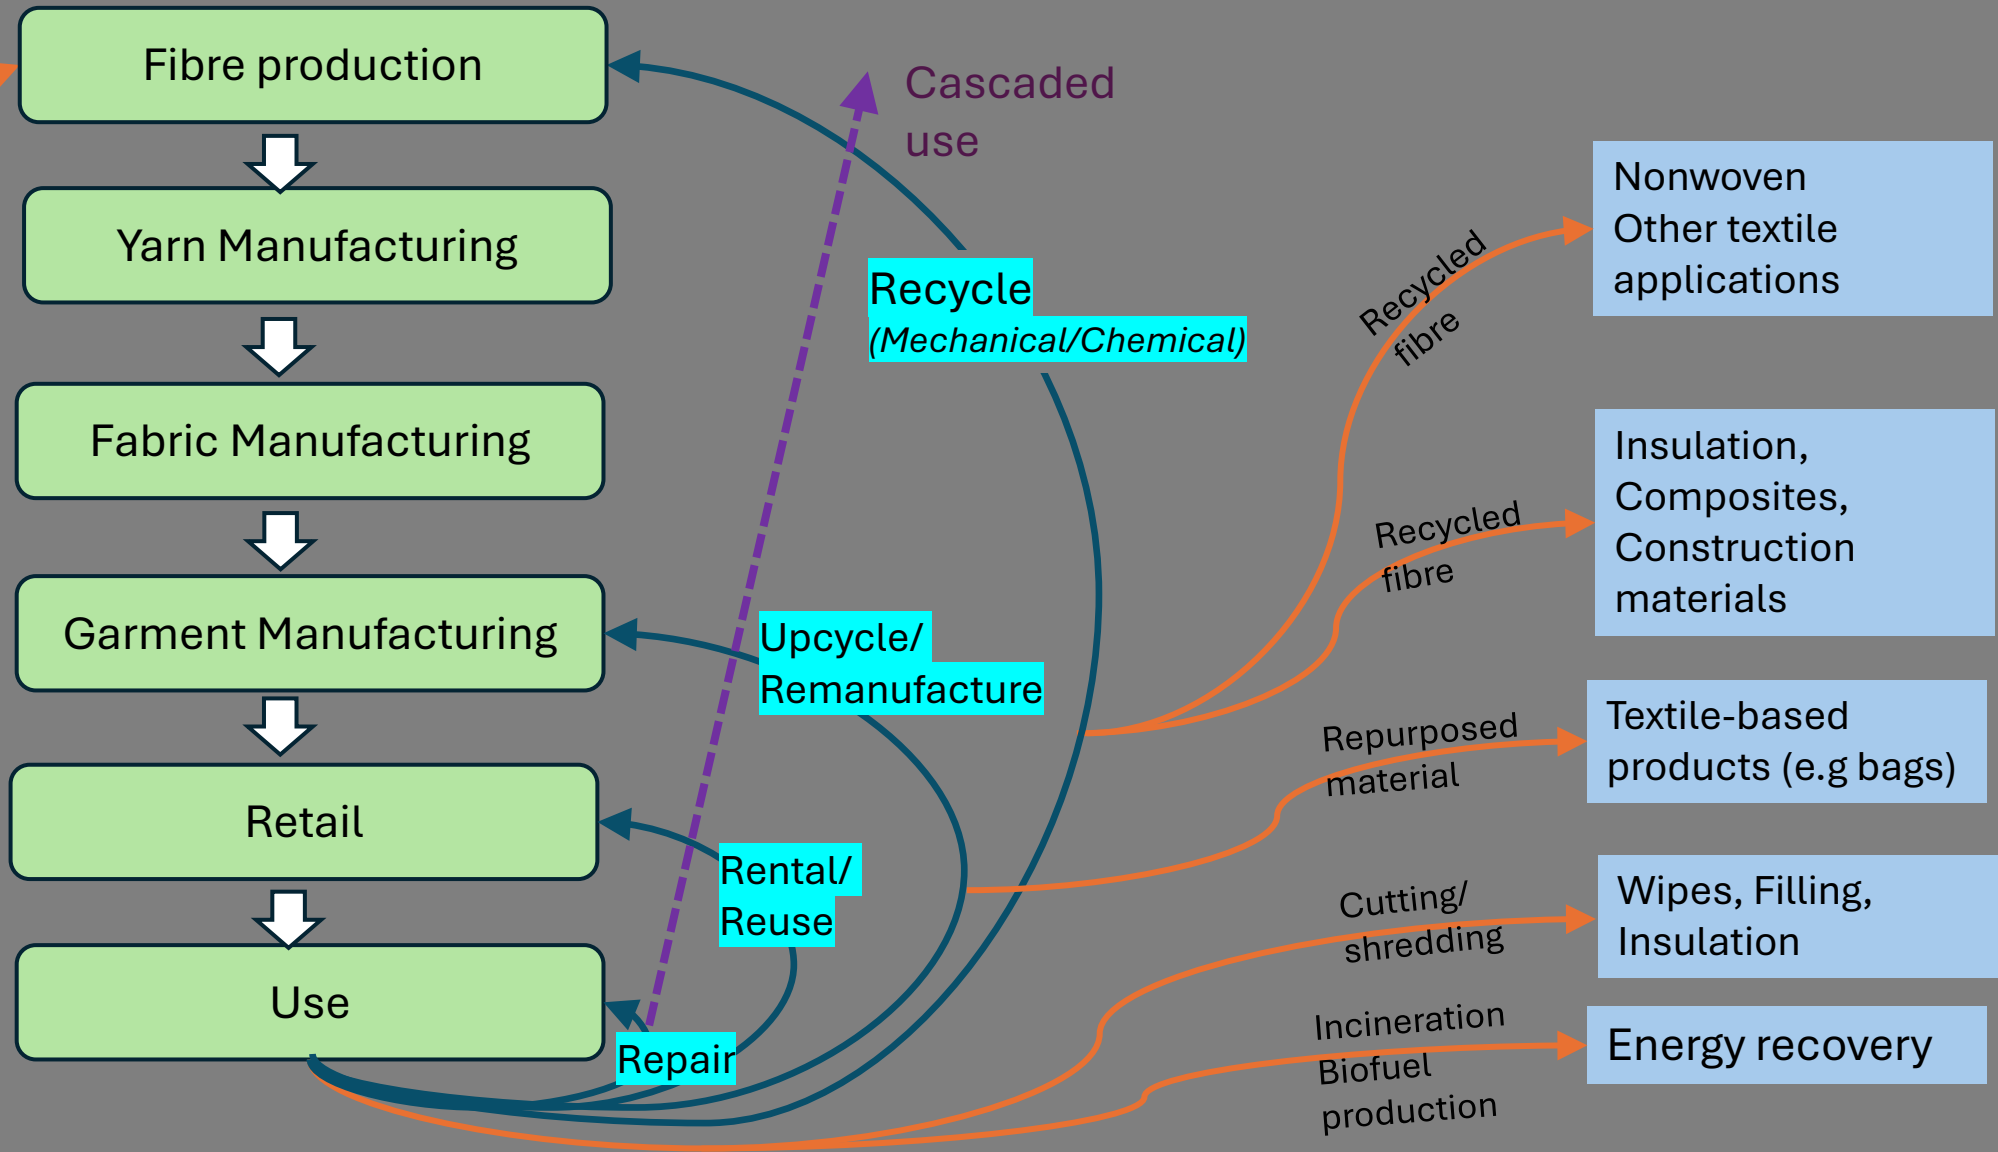 Fibre production
Cascaded
use
Yarn Manufacturing
Recycle
(Mechanical/Chemical)
Fabric Manufacturing
Garment Manufacturing
Upcycle/
Remanufacture
Retail
Rental/
Reuse
Use
Repair
Recycled
fibre
Nonwoven
Other textile
applications
Recycled
fibre
Insulation,
Composites,
Construction
materials
Repurposed
material
Textile-based
products (e.g bags)
Cutting/
shredding
Wipes, Filling,
Insulation
Incineration
Biofuel
production
Energy recovery